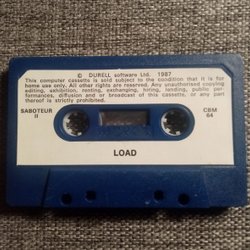 © DURELL software Ltd. 1987
This computer cassette is sold subject to the condition that it is for
home use only. All other rights are reserved. Any unauthorised copying
editing, exhibition, renting, exchanging, hiring, lending, public per-
formances, diffusion and or broadcast of this cassette, or any part
thereof is strictly prohibited.
SABOTEUR CBM
II 64
LOAD